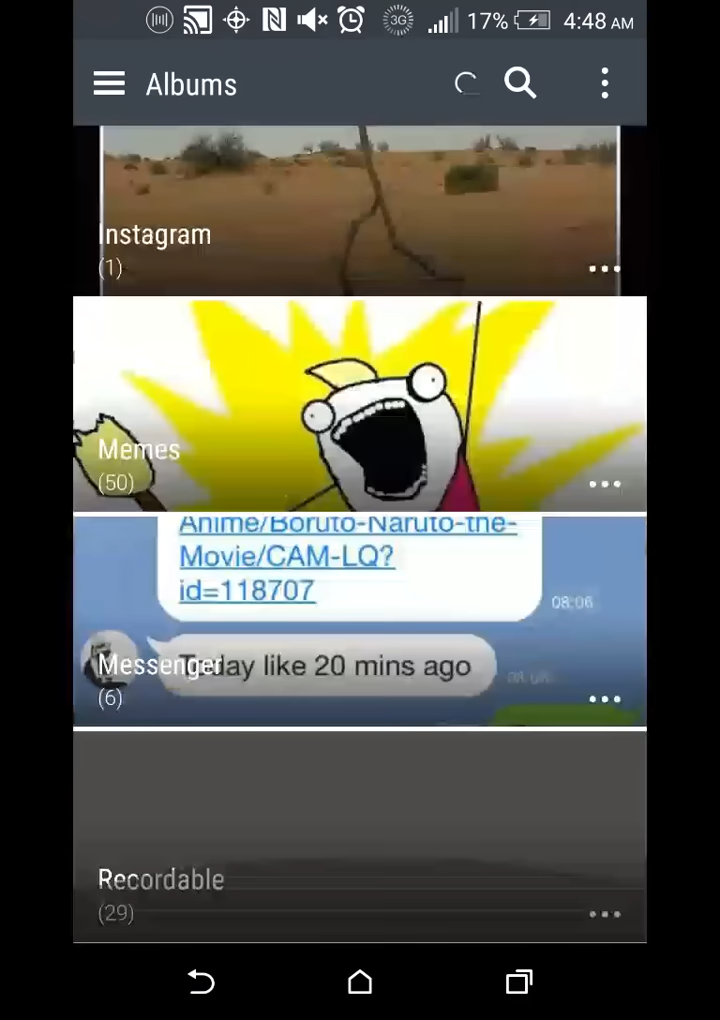 3G 17% 4:48 AM
Albums
Instagram
(1)
Memes
(50)
Anime/Boruto-Naruto-the-
Movie/CAM-LQ?
id=118707
08:06
Messenger
Today like 20 mins ago
(6)
Recordable
(29)